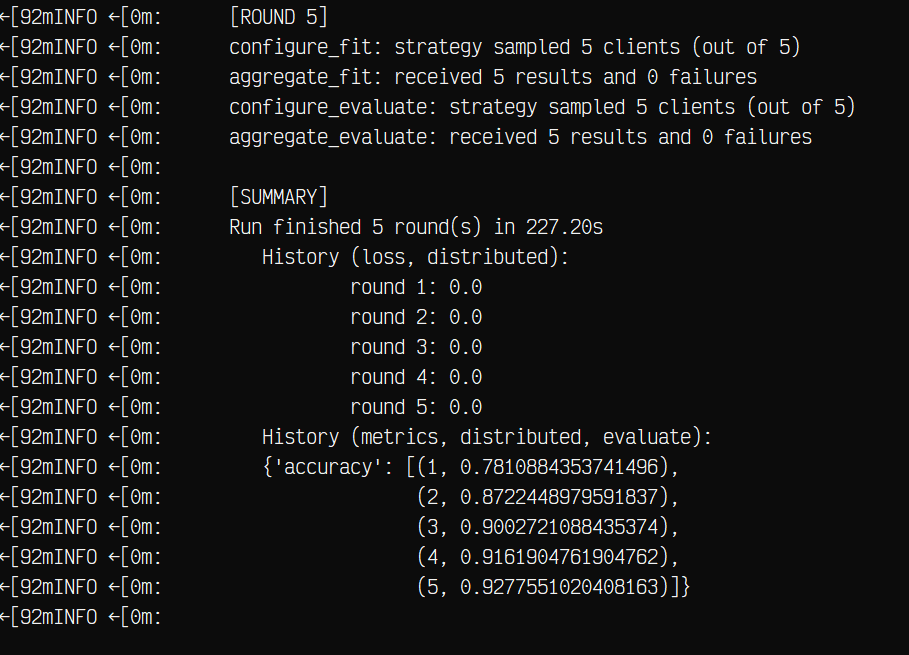 ←[92mINFO ←[0m:      [ROUND 5]
←[92mINFO ←[0m:      configure_fit: strategy sampled 5 clients (out of 5)
←[92mINFO ←[0m:      aggregate_fit: received 5 results and 0 failures
←[92mINFO ←[0m:      configure_evaluate: strategy sampled 5 clients (out of 5)
←[92mINFO ←[0m:      aggregate_evaluate: received 5 results and 0 failures
←[92mINFO ←[0m:
←[92mINFO ←[0m:      [SUMMARY]
←[92mINFO ←[0m:      Run finished 5 round(s) in 227.20s
←[92mINFO ←[0m:         History (loss, distributed):
←[92mINFO ←[0m:                 round 1: 0.0
←[92mINFO ←[0m:                 round 2: 0.0
←[92mINFO ←[0m:                 round 3: 0.0
←[92mINFO ←[0m:                 round 4: 0.0
←[92mINFO ←[0m:                 round 5: 0.0
←[92mINFO ←[0m:         History (metrics, distributed, evaluate):
←[92mINFO ←[0m:         {'accuracy': [(1, 0.7810884353741496),
←[92mINFO ←[0m:                       (2, 0.8722448979591837),
←[92mINFO ←[0m:                       (3, 0.9002721088435374),
←[92mINFO ←[0m:                       (4, 0.9161904761904762),
←[92mINFO ←[0m:                       (5, 0.9277551020408163)]}
←[92mINFO ←[0m: